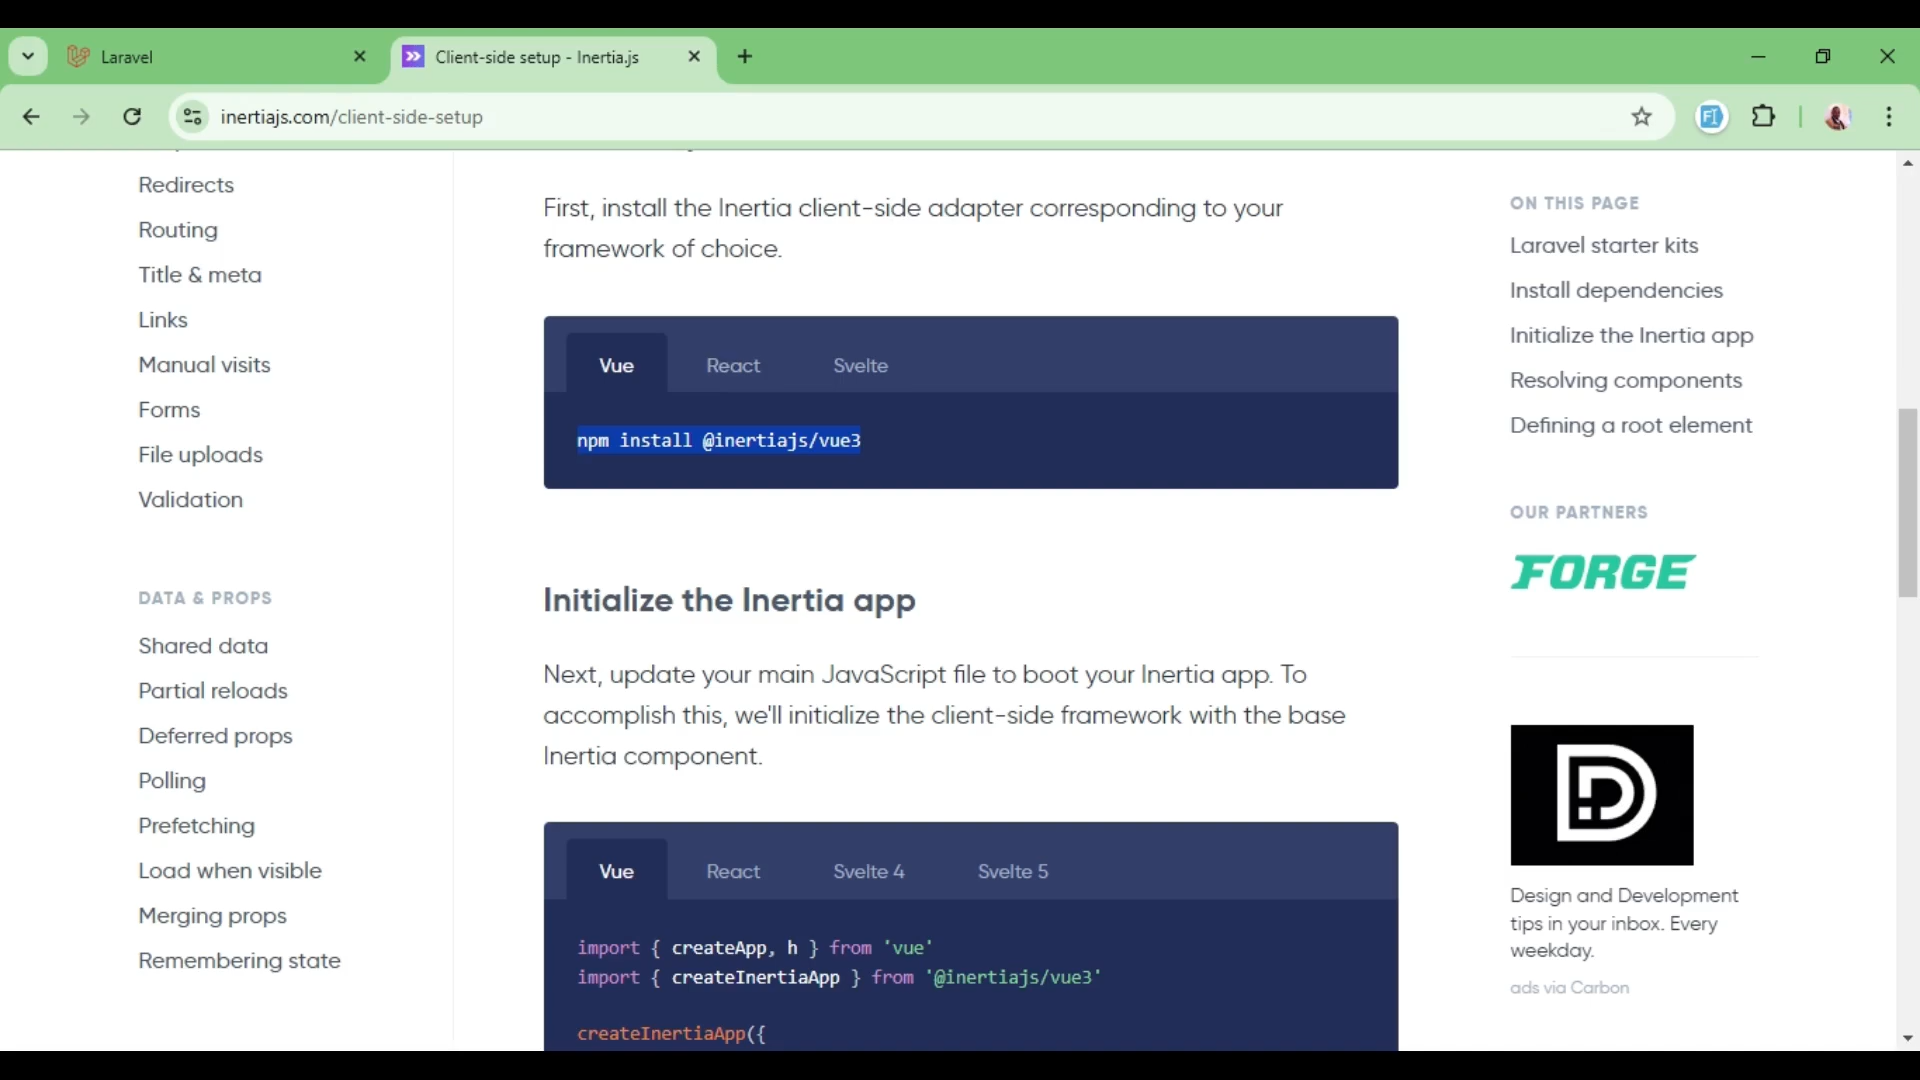 Laravel
Client-side setup - Inertia.js
inertiajs.com/client-side-setup
Redirects
Routing
Title & meta
Links
Manual visits
Forms
File uploads
Validation
DATA & PROPS
Shared data
Partial reloads
Deferred props
Polling
Prefetching
Load when visible
Merging props
Remembering state
First, install the Inertia client-side adapter corresponding to your
framework of choice.
Vue React Svelte
npm install @inertiajs/vue3
Initialize the Inertia app
Next, update your main JavaScript file to boot your Inertia app. To
accomplish this, we'll initialize the client-side framework with the base
Inertia component.
Vue React Svelte 4 Svelte 5
import { createApp, h } from 'vue'
import { createInertiaApp } from '@inertiajs/vue3'
createInertiaApp({
ON THIS PAGE
Laravel starter kits
Install dependencies
Initialize the Inertia app
Resolving components
Defining a root element
OUR PARTNERS
FORGE
Design and Development
tips in your inbox. Every
weekday.
ads via Carbon